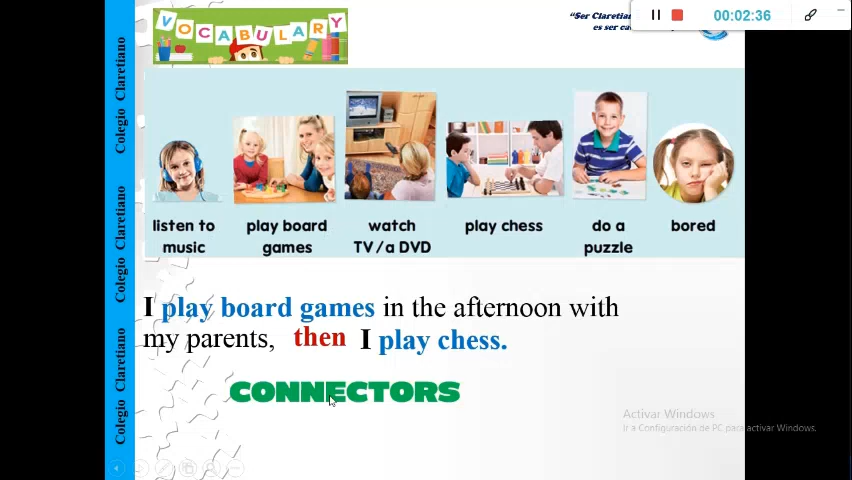 VOCABULARY
"Ser Claretian
es ser ca
00:02:36
Colegio Claretiano
Colegio Claretiano
Colegio Claretiano
listen to
music
play board
games
watch
TV/a DVD
play chess
do a
puzzle
bored
I play board games in the afternoon with
my parents, then I play chess.
CONNECTORS
Activar Windows
Ir a Configuración de PC para activar Windows.